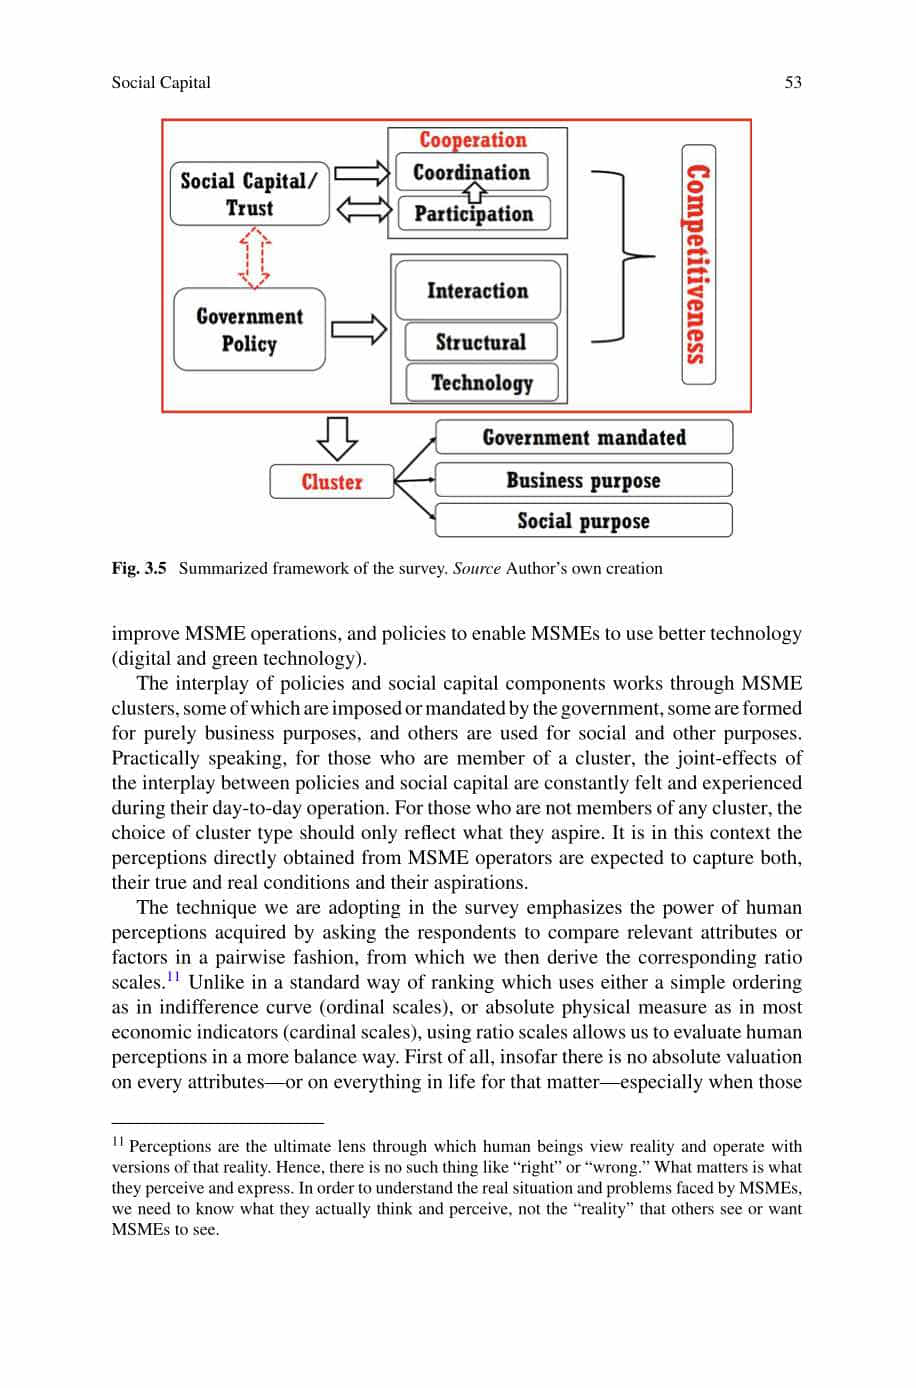 Social Capital 53
Cooperation
Social Capital/
Trust
Coordination
Participation
Government
Policy
Interaction
Structural
Technology
Competitiveness
Cluster
Government mandated
Business purpose
Social purpose
Fig. 3.5 Summarized framework of the survey. Source Author’s own creation
improve MSME operations, and policies to enable MSMEs to use better technology
(digital and green technology).
The interplay of policies and social capital components works through MSME
clusters, some of which are imposed or mandated by the government, some are formed
for purely business purposes, and others are used for social and other purposes.
Practically speaking, for those who are member of a cluster, the joint-effects of
the interplay between policies and social capital are constantly felt and experienced
during their day-to-day operation. For those who are not members of any cluster, the
choice of cluster type should only reflect what they aspire. It is in this context the
perceptions directly obtained from MSME operators are expected to capture both,
their true and real conditions and their aspirations.
The technique we are adopting in the survey emphasizes the power of human
perceptions acquired by asking the respondents to compare relevant attributes or
factors in a pairwise fashion, from which we then derive the corresponding ratio
scales.11 Unlike in a standard way of ranking which uses either a simple ordering
as in indifference curve (ordinal scales), or absolute physical measure as in most
economic indicators (cardinal scales), using ratio scales allows us to evaluate human
perceptions in a more balance way. First of all, insofar there is no absolute valuation
on every attributes—or on everything in life for that matter—especially when those
11 Perceptions are the ultimate lens through which human beings view reality and operate with
versions of that reality. Hence, there is no such thing like “right” or “wrong.” What matters is what
they perceive and express. In order to understand the real situation and problems faced by MSMEs,
we need to know what they actually think and perceive, not the “reality” that others see or want
MSMEs to see.